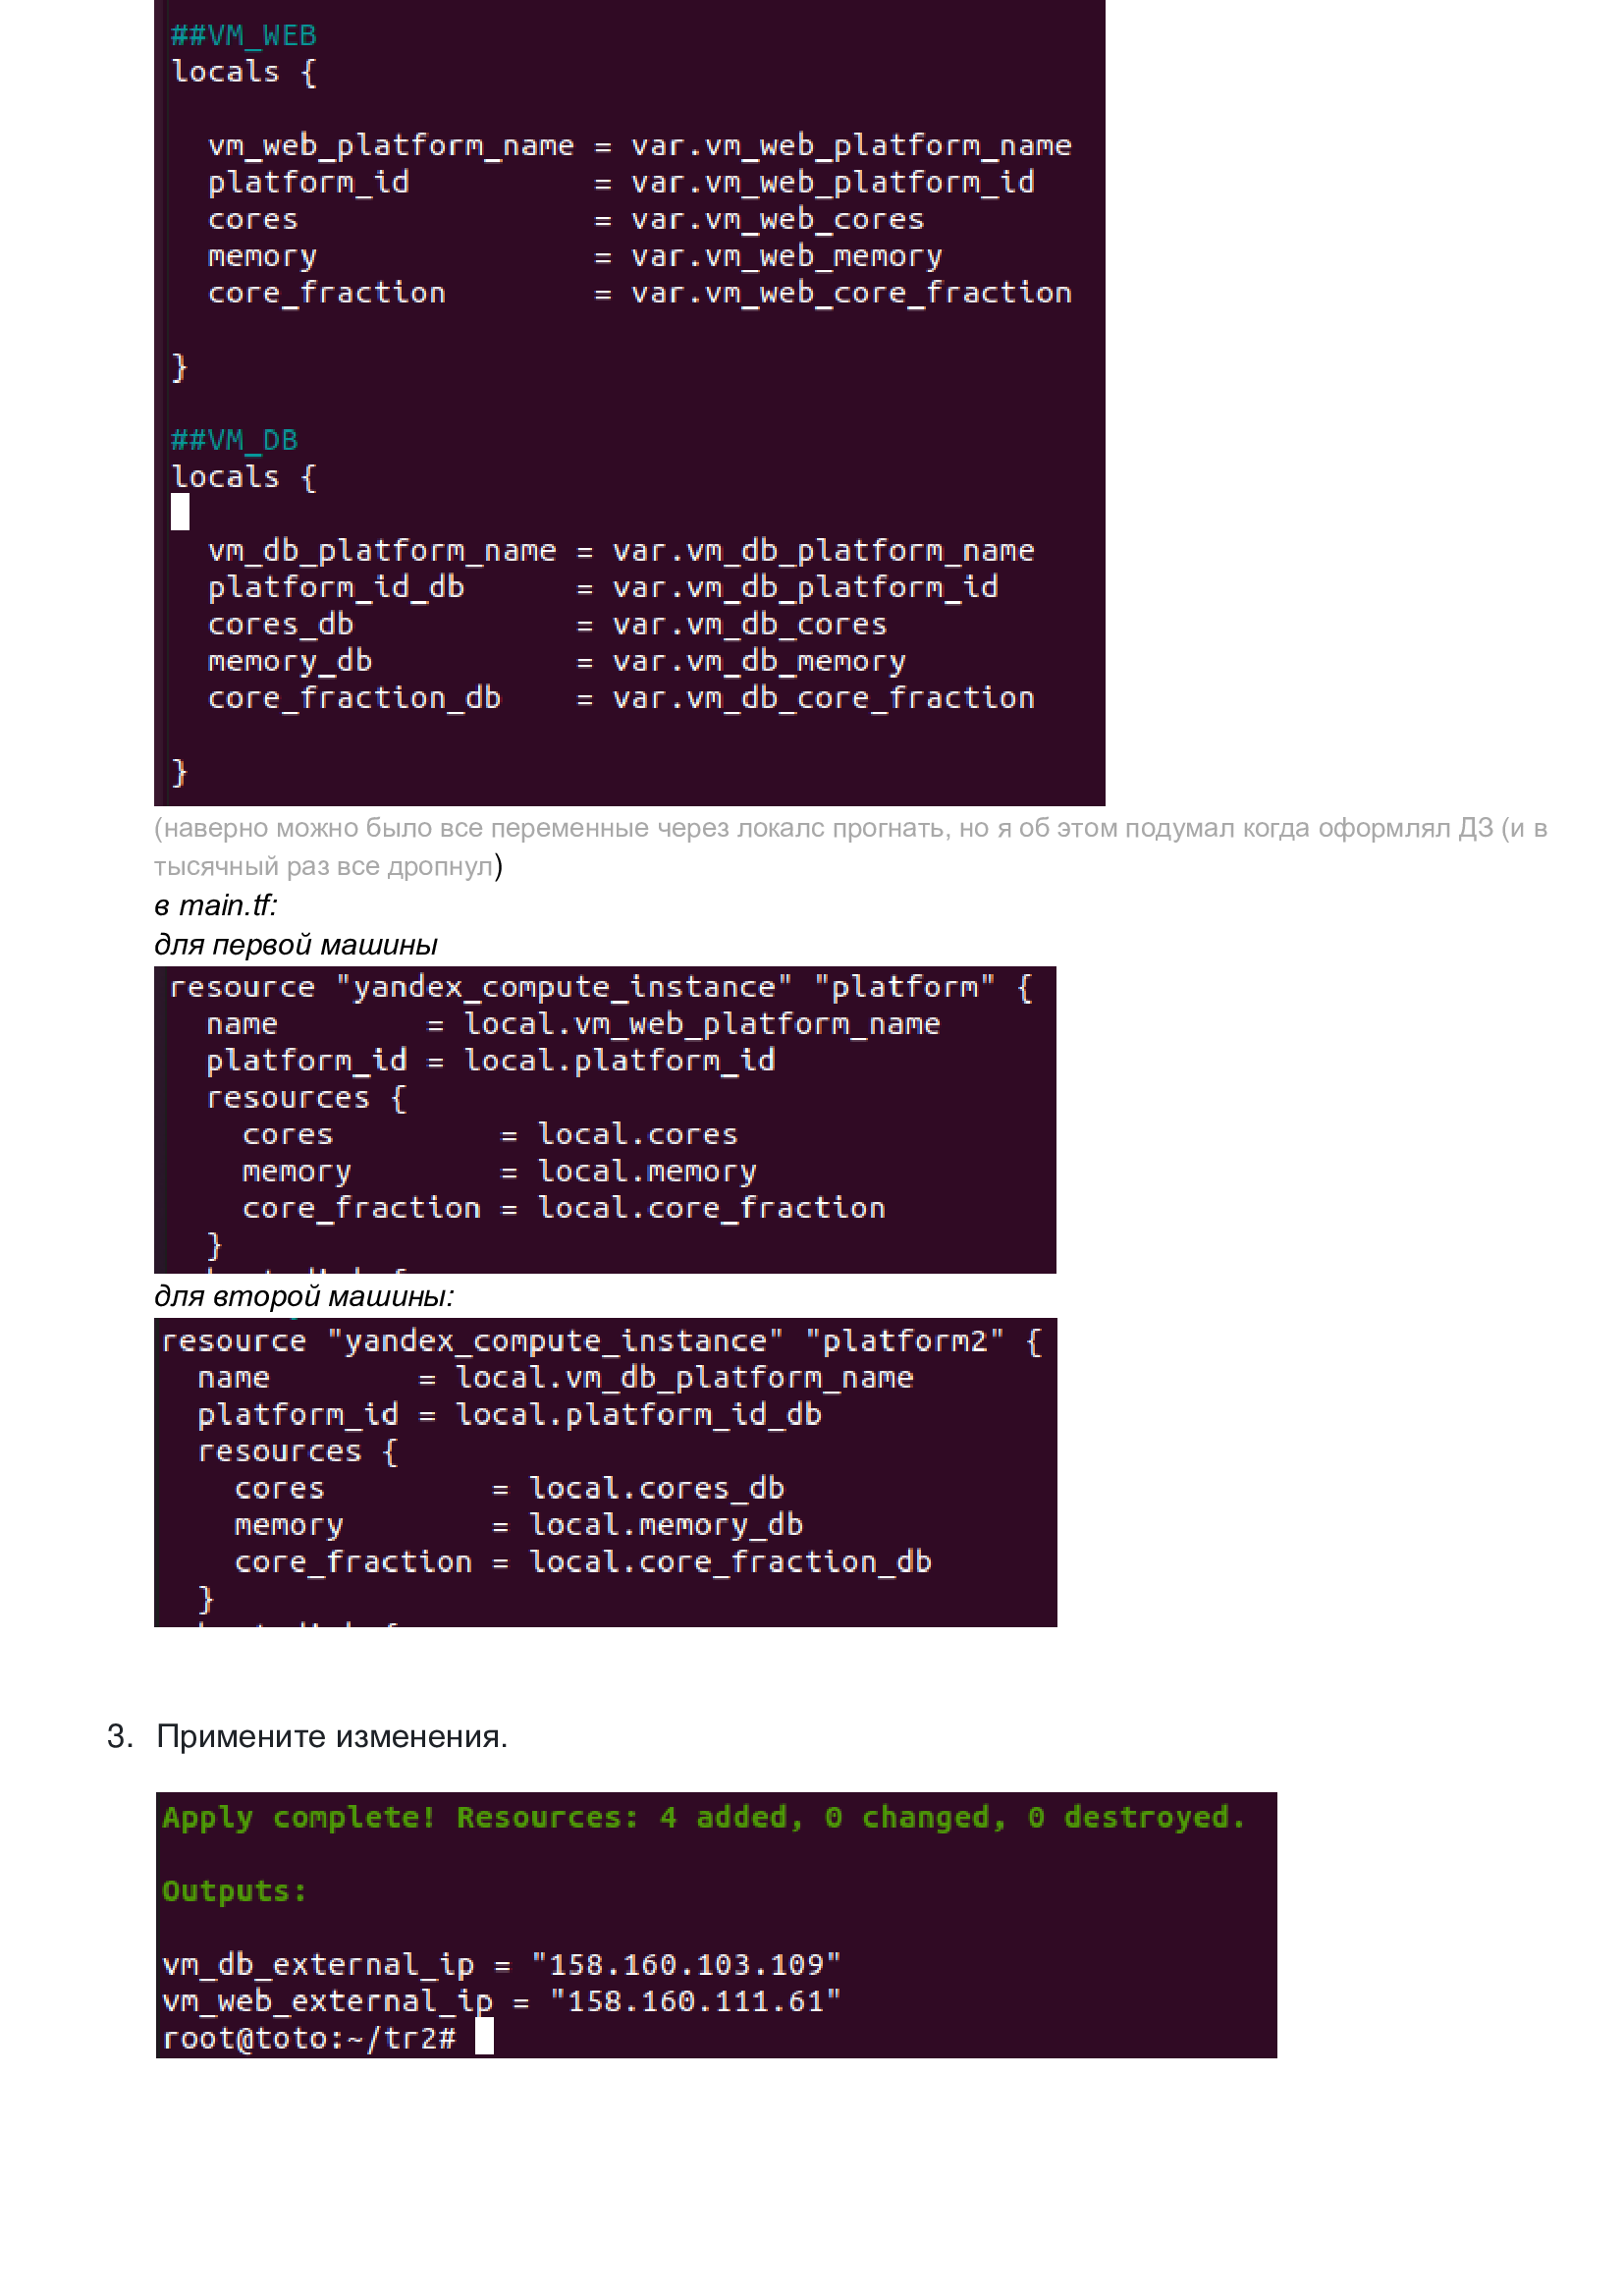 ##VM_WEB
locals {
vm_web_platform_name = var.vm_web_platform_name
platform_id = var.vm_web_platform_id
cores = var.vm_web_cores
memory = var.vm_web_memory
core_fraction = var.vm_web_core_fraction
}
##VM_DB
locals {
vm_db_platform_name = var.vm_db_platform_name
platform_id_db = var.vm_db_platform_id
cores_db = var.vm_db_cores
memory_db = var.vm_db_memory
core_fraction_db = var.vm_db_core_fraction
}
(наверно можно было все переменные через локалс прогнать, но я об этом подумал когда оформлял ДЗ (и в
тысячный раз все дропнул)
в main.tf:
для первой машины
resource "yandex_compute_instance" "platform" {
name = local.vm_web_platform_name
platform_id = local.platform_id
resources {
cores = local.cores
memory = local.memory
core_fraction = local.core_fraction
}
для второй машины:
resource "yandex_compute_instance" "platform2" {
name = local.vm_db_platform_name
platform_id = local.platform_id_db
resources {
cores = local.cores_db
memory = local.memory_db
core_fraction = local.core_fraction_db
}
3. Примените изменения.
Apply complete! Resources: 4 added, 0 changed, 0 destroyed.
Outputs:
vm_db_external_ip = "158.160.103.109"
vm_web_external_ip = "158.160.111.61"
root@toto:~/tr2#